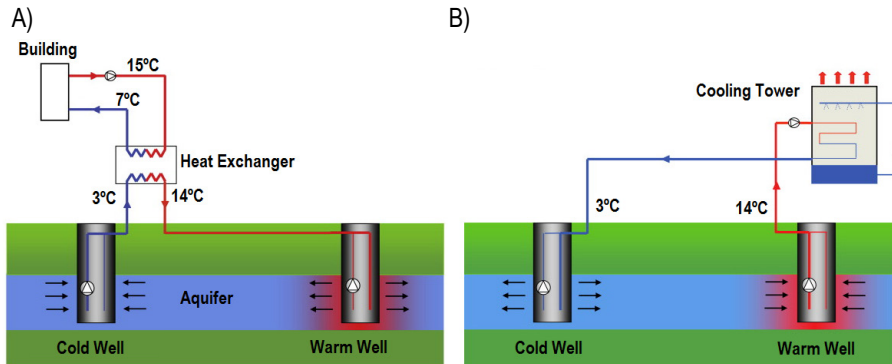 A)
Building
15ºC
7ºC
Heat Exchanger
3ºC
14ºC
Aquifer
Cold Well
Warm Well
B)
Cooling Tower
3ºC
14ºC
Cold Well
Warm Well